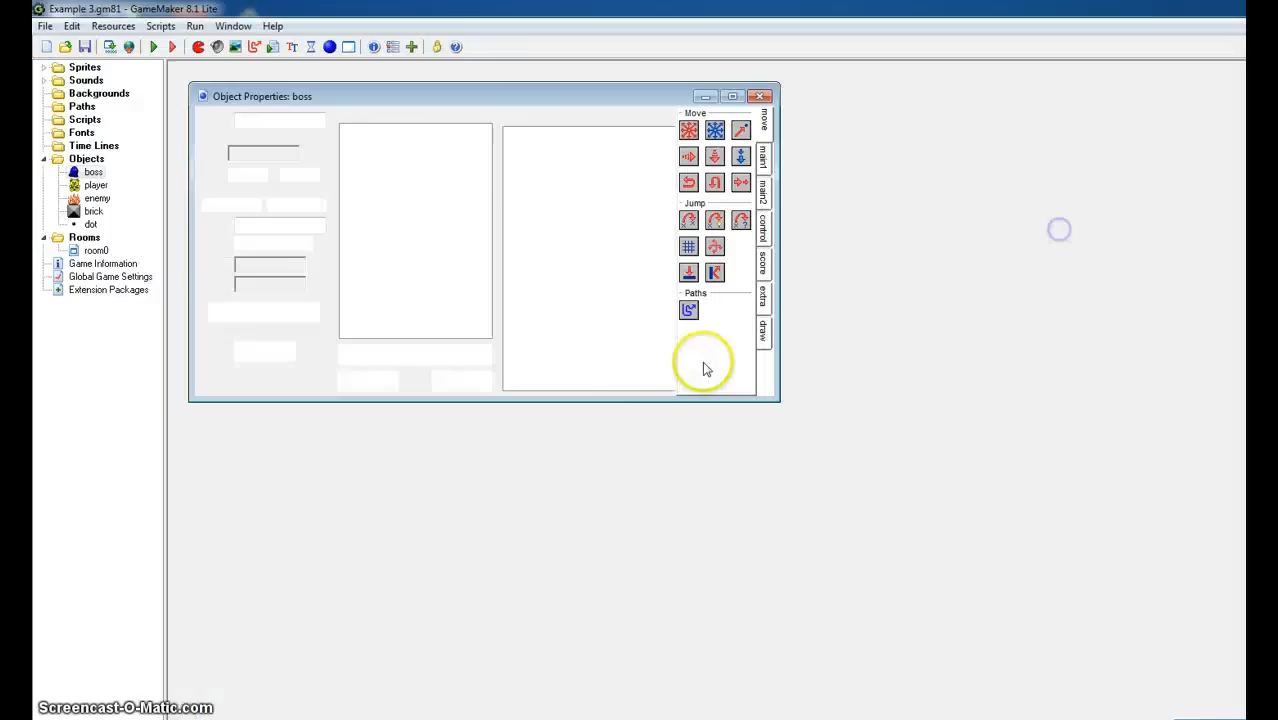 Example 3.gm81 - GameMaker 8.1 Lite
File Edit Resources Scripts Run Window Help
Sprites
Sounds
Backgrounds
Paths
Scripts
Fonts
Time Lines
Objects
boss
player
enemy
brick
dot
Rooms
room0
Game Information
Global Game Settings
Extension Packages
Object Properties: boss
Move
Jump
Paths
move
main1
main2
control
score
extra
draw
Screencast-O-Matic.com